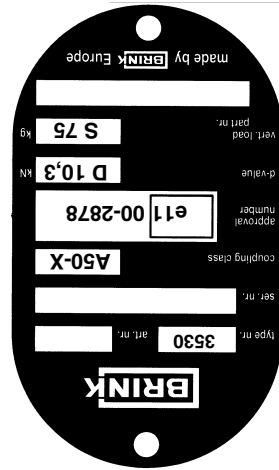 BRINK
type nr. 3530 art. nr.
ser. nr.
coupling class A50-X
approval number e11 00-2878
d-value D 10,3 kN
vert. load S 75 kg
part nr.
made by BRINK Europe